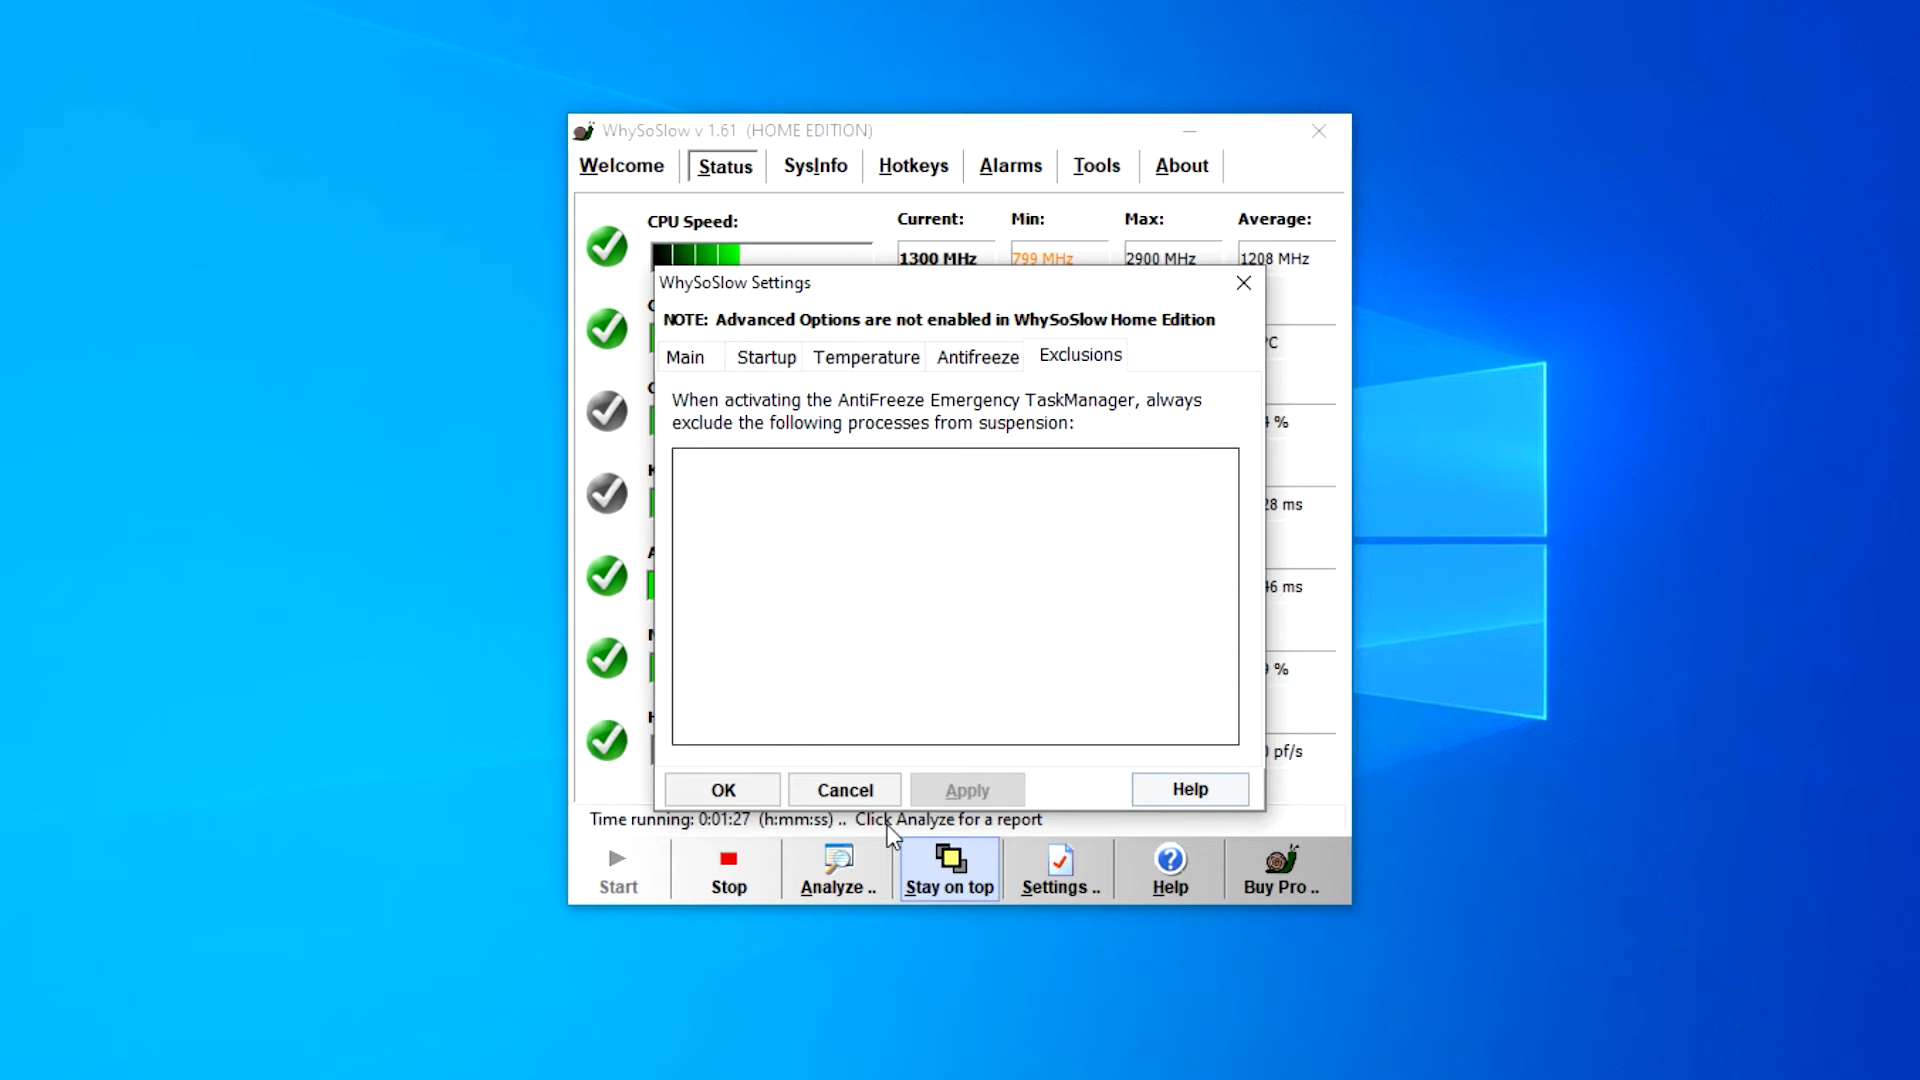 WhySoSlow v 1.61 (HOME EDITION)
Welcome Status SysInfo Hotkeys Alarms Tools About
CPU Speed: Current: Min: Max: Average:
1300 MHz 799 MHz 2900 MHz 1208 MHz
WhySoSlow Settings
NOTE: Advanced Options are not enabled in WhySoSlow Home Edition
Main Startup Temperature Antifreeze Exclusions
When activating the AntiFreeze Emergency TaskManager, always
exclude the following processes from suspension:
°C
%
28 ms
46 ms
%
pf/s
OK Cancel Apply Help
Time running: 0:01:27 (h:mm:ss) .. Click Analyze for a report
Start Stop Analyze .. Stay on top Settings .. Help Buy Pro ..